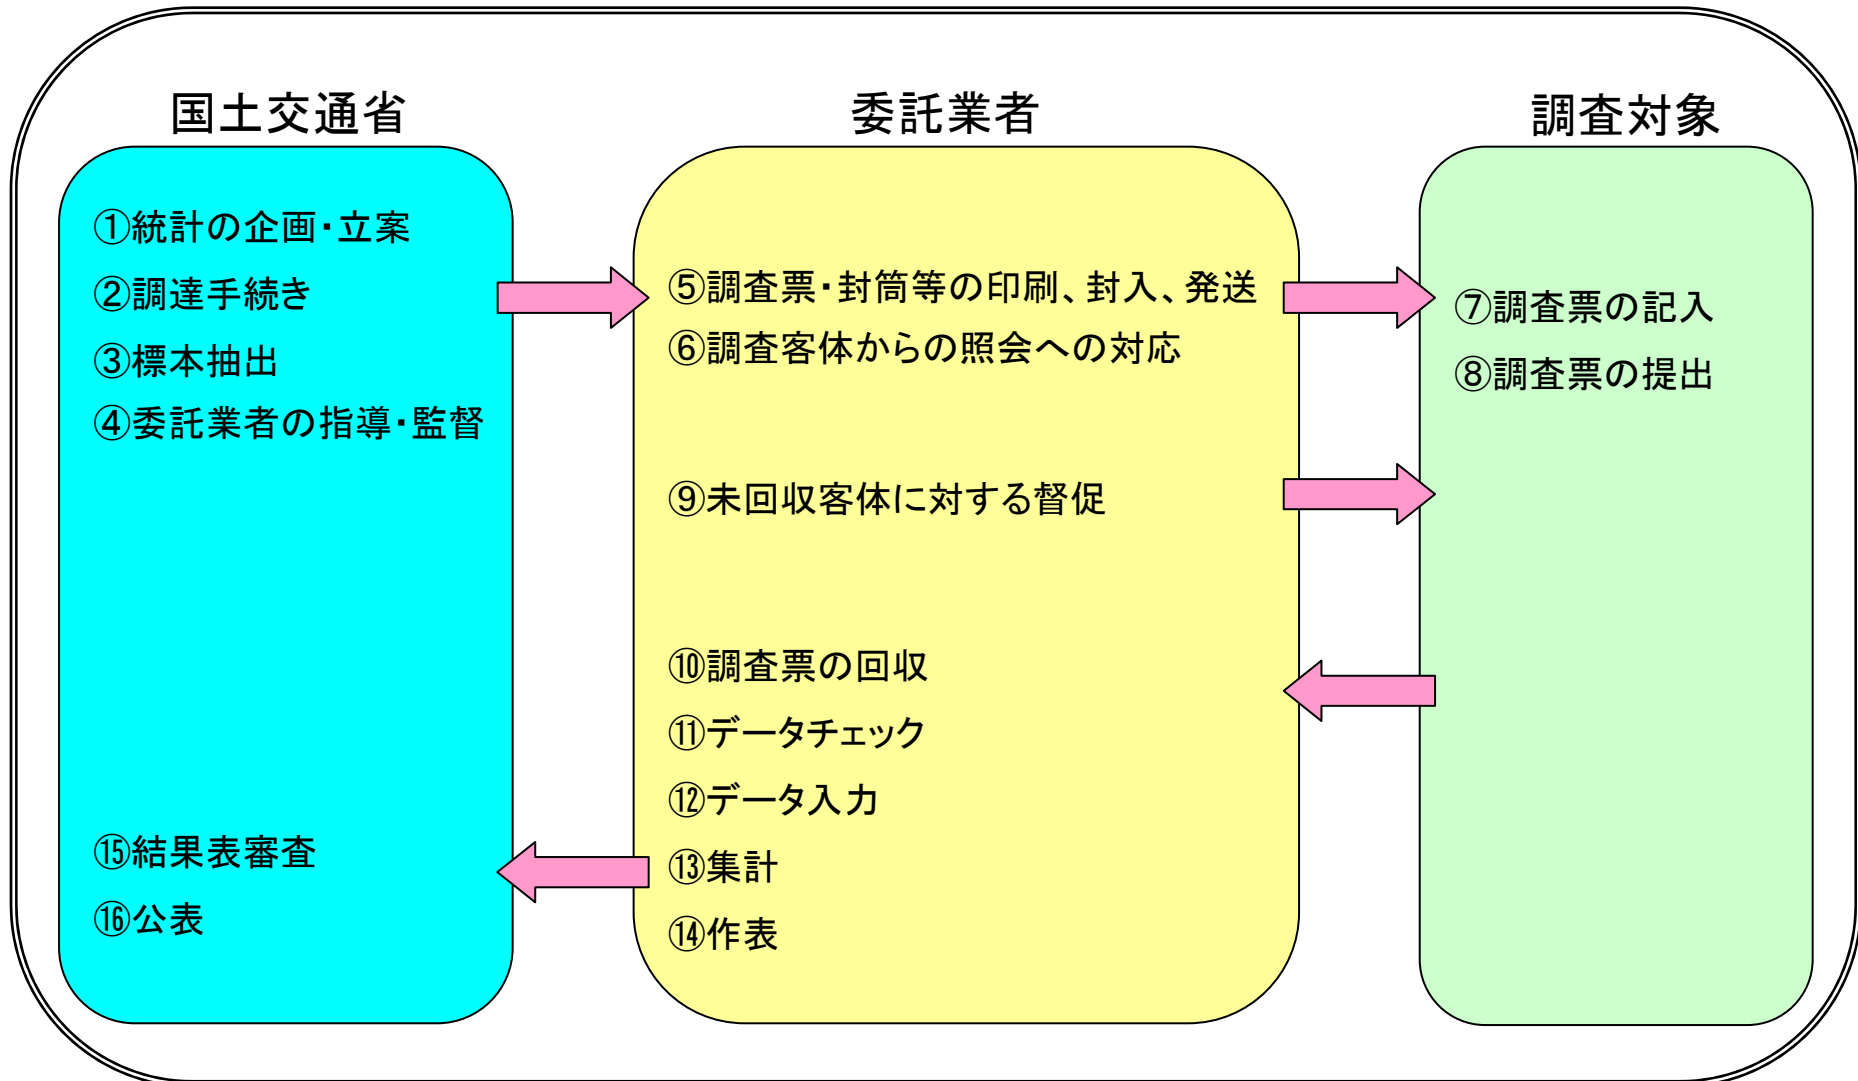 国土交通省
①統計の企画・立案
②調達手続き
③標本抽出
④委託業者の指導・監督
⑮結果表審査
⑯公表
委託業者
⑤調査票・封筒等の印刷、封入、発送
⑥調査客体からの照会への対応
⑨未回収客体に対する督促
⑩調査票の回収
⑪データチェック
⑫データ入力
⑬集計
⑭作表
調査対象
⑦調査票の記入
⑧調査票の提出